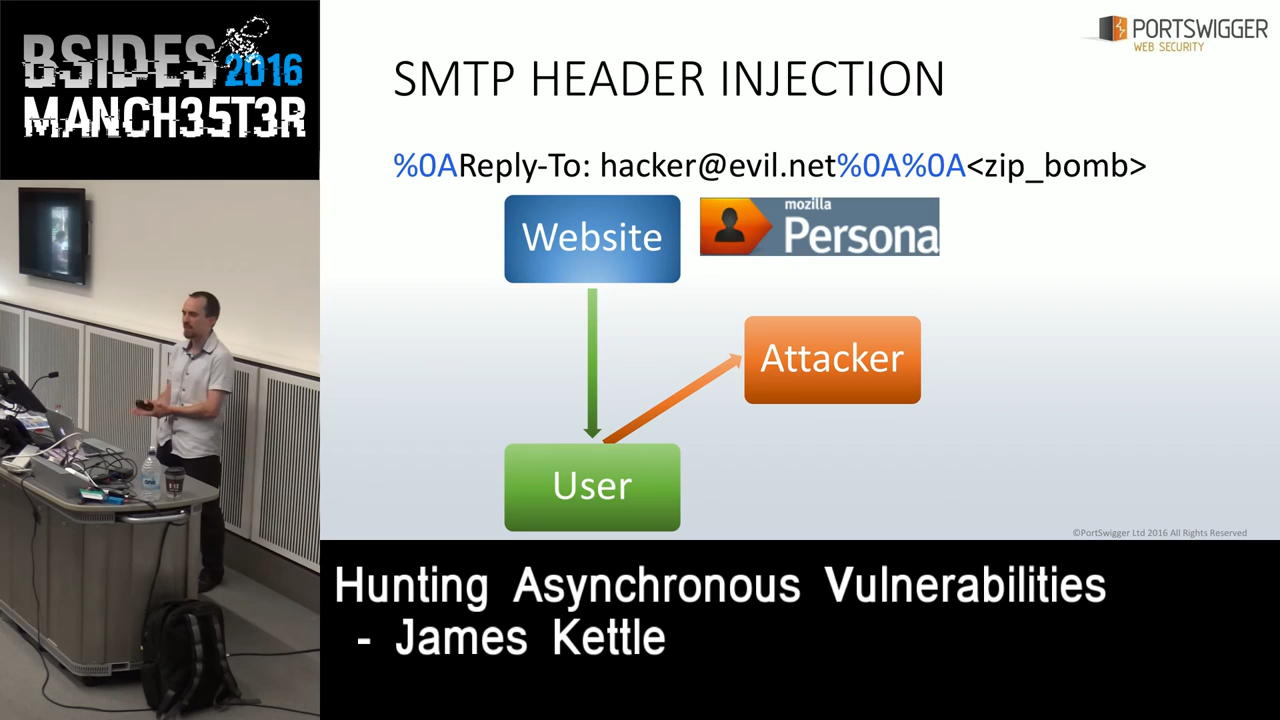 BSIDES 2016
MANCH35T3R
PORTSWIGGER
WEB SECURITY
SMTP HEADER INJECTION
%0AReply-To: hacker@evil.net%0A%0A<zip_bomb>
Website
mozilla
Persona
Attacker
User
©PortSwigger Ltd 2016 All Rights Reserved
Hunting Asynchronous Vulnerabilities
- James Kettle